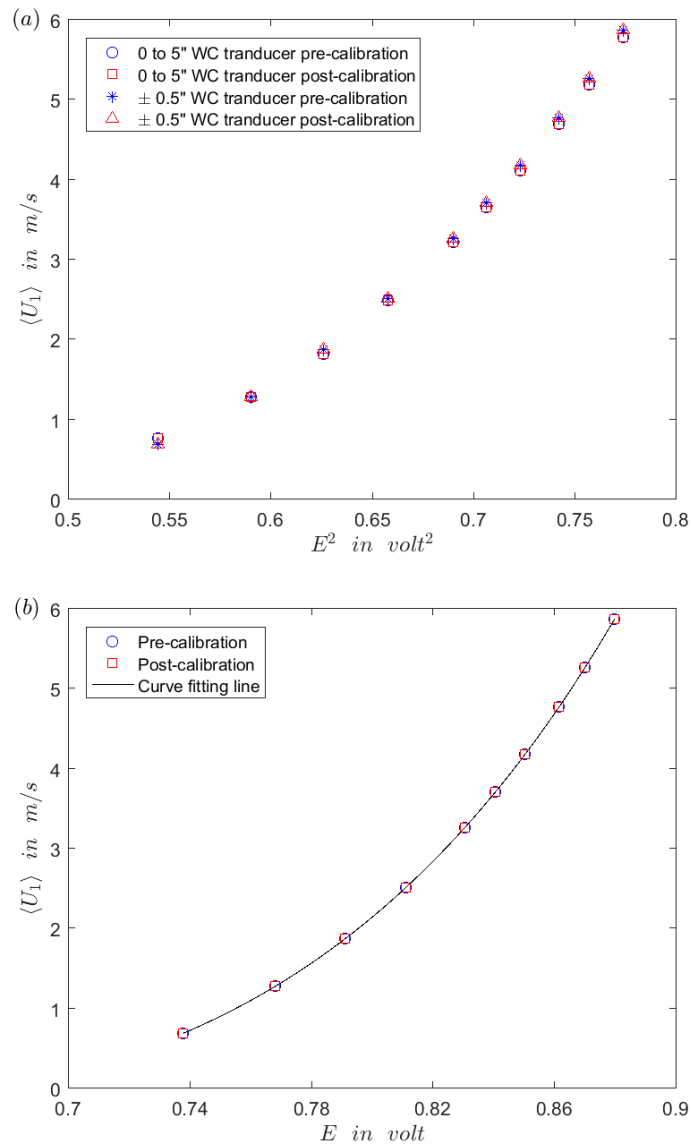 (a)
6
5
4
3
2
1
0
⟨U₁⟩ in m/s
0 to 5" WC tranducer pre-calibration
0 to 5" WC tranducer post-calibration
± 0.5" WC tranducer pre-calibration
± 0.5" WC tranducer post-calibration
0.5 0.55 0.6 0.65 0.7 0.75 0.8
E² in volt²
(b)
6
5
4
3
2
1
0
⟨U₁⟩ in m/s
Pre-calibration
Post-calibration
Curve fitting line
0.7 0.74 0.78 0.82 0.86 0.9
E in volt